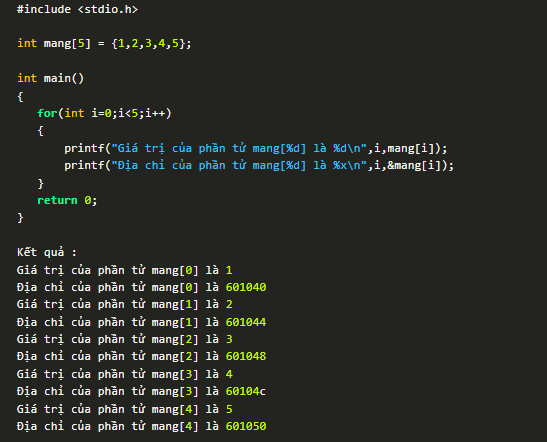 #include <stdio.h>
int mang[5] = {1,2,3,4,5};
int main()
{
for(int i=0;i<5;i++)
{
printf("Giá trị của phần tử mang[%d] là %d\n",i,mang[i]);
printf("Địa chỉ của phần tử mang[%d] là %x\n",i,&mang[i]);
}
return 0;
}
Kết quả :
Giá trị của phần tử mang[0] là 1
Địa chỉ của phần tử mang[0] là 601040
Giá trị của phần tử mang[1] là 2
Địa chỉ của phần tử mang[1] là 601044
Giá trị của phần tử mang[2] là 3
Địa chỉ của phần tử mang[2] là 601048
Giá trị của phần tử mang[3] là 4
Địa chỉ của phần tử mang[3] là 60104c
Giá trị của phần tử mang[4] là 5
Địa chỉ của phần tử mang[4] là 601050